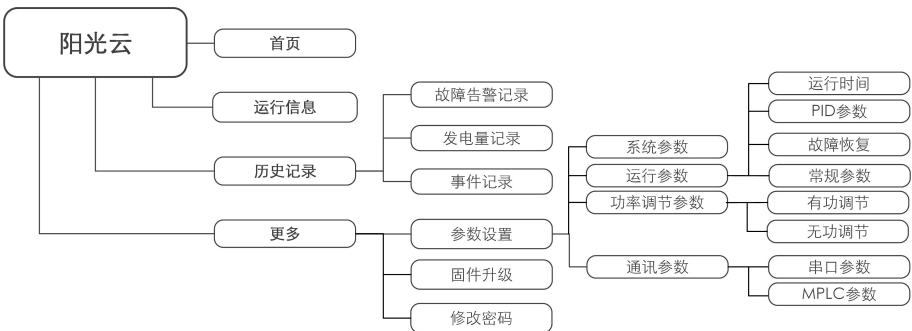 阳光云
首页
运行信息
历史记录
故障告警记录
发电量记录
事件记录
更多
参数设置
系统参数
运行参数
运行时间
PID参数
故障恢复
常规参数
功率调节参数
有功调节
无功调节
通讯参数
串口参数
MPLC参数
固件升级
修改密码